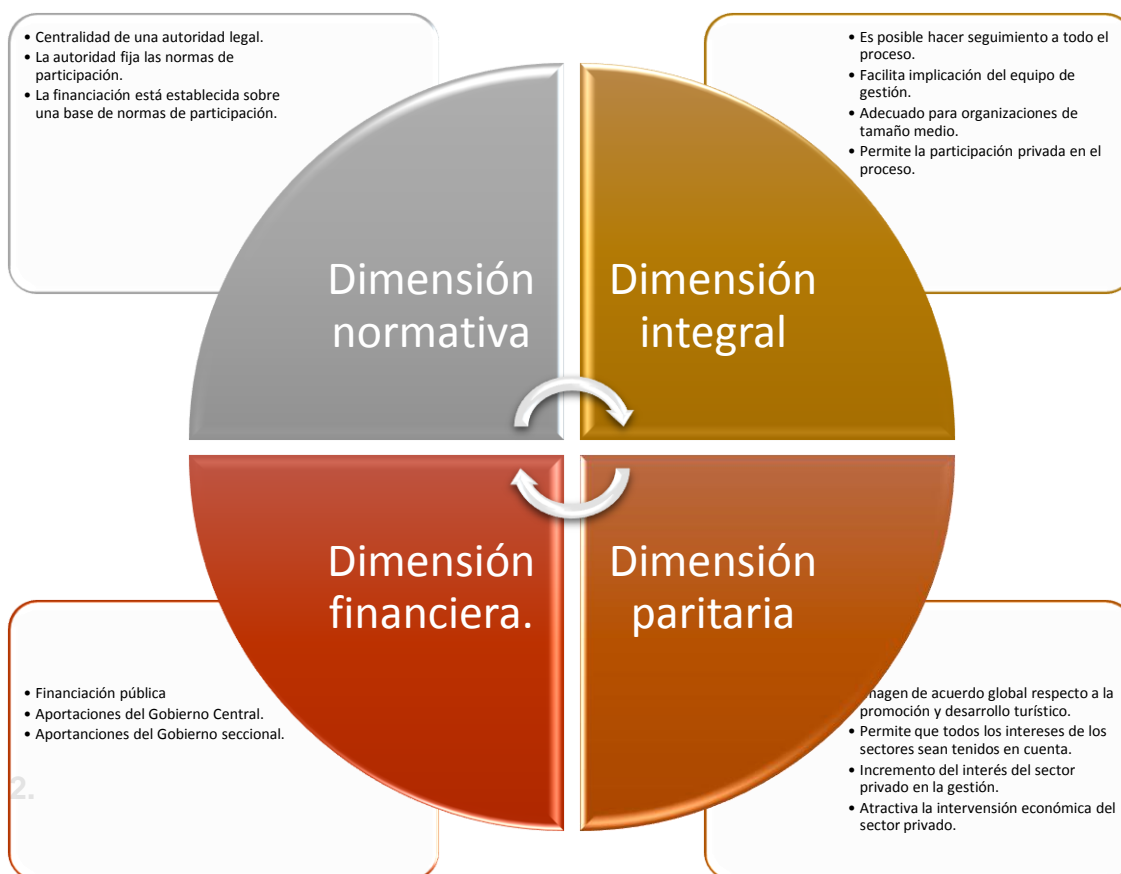 • Centralidad de una autoridad legal.
• La autoridad fija las normas de
participación.
• La financiación está establecida sobre
una base de normas de participación.
• Es posible hacer seguimiento a todo el
proceso.
• Facilita implicación del equipo de
gestión.
• Adecuado para organizaciones de
tamaño medio.
• Permite la participación privada en el
proceso.
Dimensión
normativa
Dimensión
integral
Dimensión
financiera.
Dimensión
paritaria
• Financiación pública
• Aportaciones del Gobierno Central.
• Aportanciones del Gobierno seccional.
2.
de acuerdo global respecto a la
promoción y desarrollo turístico.
• Permite que todos los intereses de los
sectores sean tenidos en cuenta.
• Incremento del interés del sector
privado en la gestión.
• Atractiva la intervención económica del
sector privado.